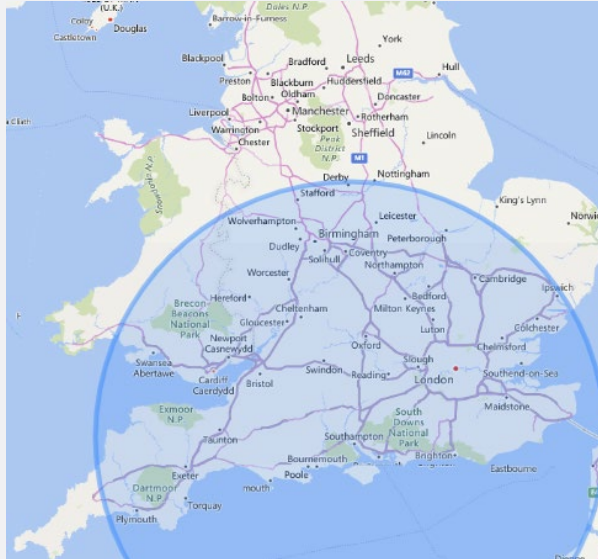 (U.K.)
Colby
Douglas
Castletown
Barrow-in-Furness
Dales N.P.
York
Blackpool
Bradford
Leeds
Preston
Blackburn
Huddersfield
M62
Hull
Bolton
Oldham
Doncaster
Liverpool
Manchester
Rotherham
Warrington
Stockport
Sheffield
Lincoln
Chester
Peak
District
N.P.
M1
Snowdonia N.P.
Derby
Nottingham
Stafford
King's Lynn
Wolverhampton
Leicester
Norwic
Birmingham
Peterborough
Dudley
Solihull
Coventry
Northampton
Worcester
Cambridge
Hereford
Bedford
Ipswich
Brecon
Beacons
National
Park
Cheltenham
Milton Keynes
Gloucester
Luton
Colchester
Newport
Casnewydd
Oxford
Chelmsford
Swansea
Abertawe
Slough
Southend-on-Sea
Cardiff
Caerdydd
Bristol
Swindon
Reading
London
Maidstone
Exmoor
N.P.
South
Downs
National
Park
Taunton
Southampton
Brighton
Bournemouth
Eastbourne
Exeter
Poole
Dartmoor
N.P.
mouth
Torquay
Plymouth